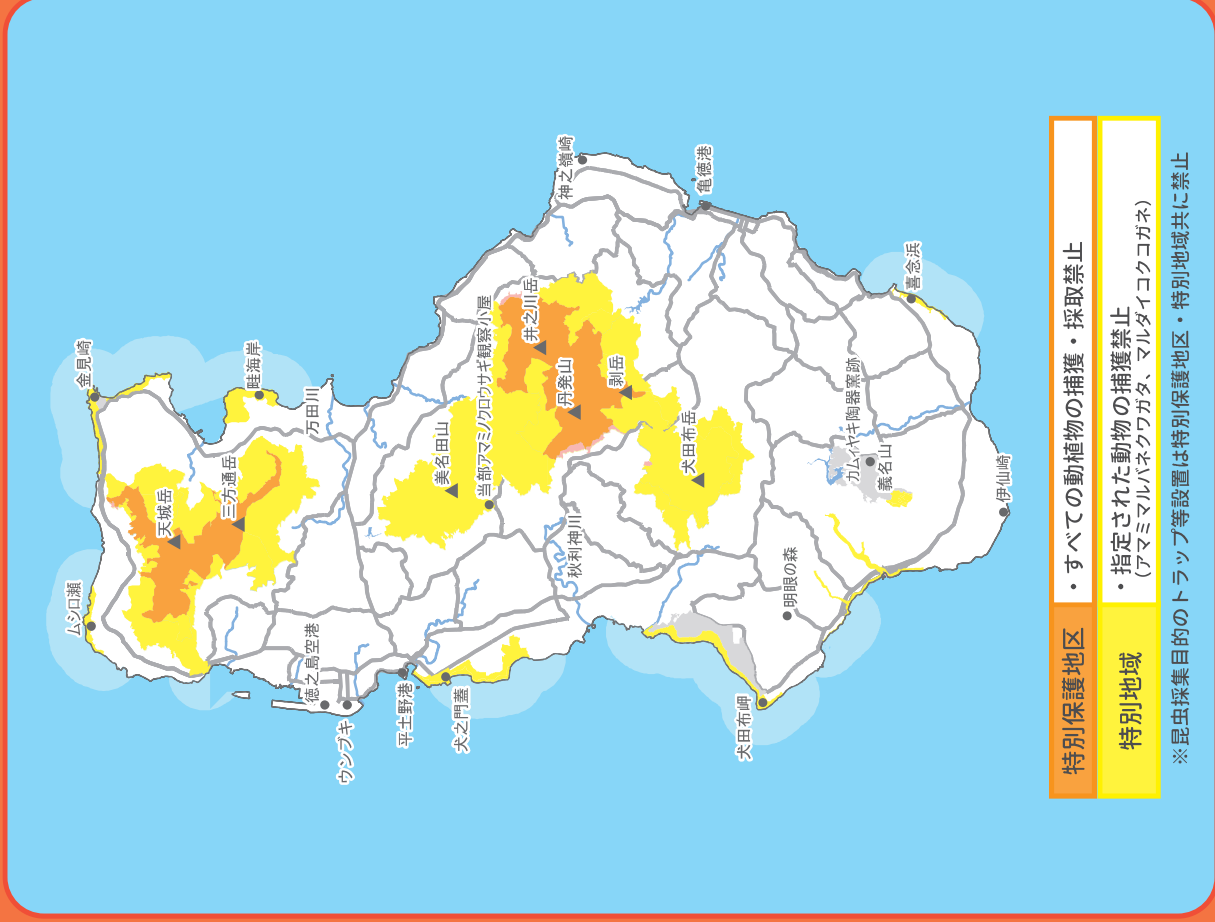 金見崎
ムシロ瀬
畦海岸
天城岳
三方通岳
万田川
徳之島空港
ウンブキ
平土野港
犬之門蓋
美名田山
当部アマミノクロウサギ観察小屋
井之川岳
丹発山
剥岳
神之嶺崎
亀徳港
秋利神川
犬田布岳
犬田布岬
明眼の森
カムィヤキ陶器窯跡
義名山
喜念浜
伊仙崎
特別保護地区
・すべての動植物の捕獲・採取禁止
特別地域
・指定された動物の捕獲禁止
（アマミマルバネクワガタ、マルダイコクコガネ）
※昆虫採集目的のトラップ等設置は特別保護地区・特別地域共に禁止